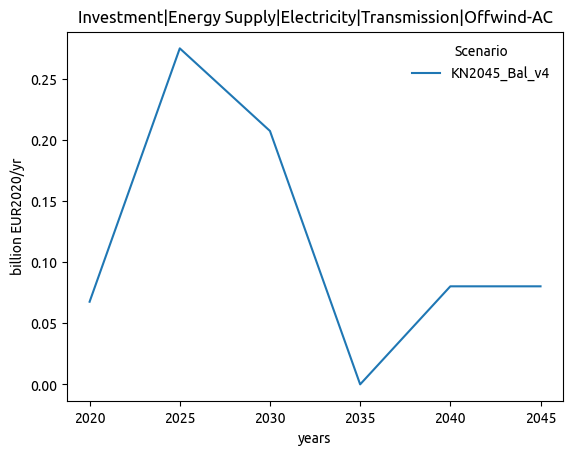 Investment|Energy Supply|Electricity|Transmission|Offwind-AC
Scenario
KN2045_Bal_v4
billion EUR2020/yr
0.25
0.20
0.15
0.10
0.05
0.00
2020 2025 2030 2035 2040 2045
years